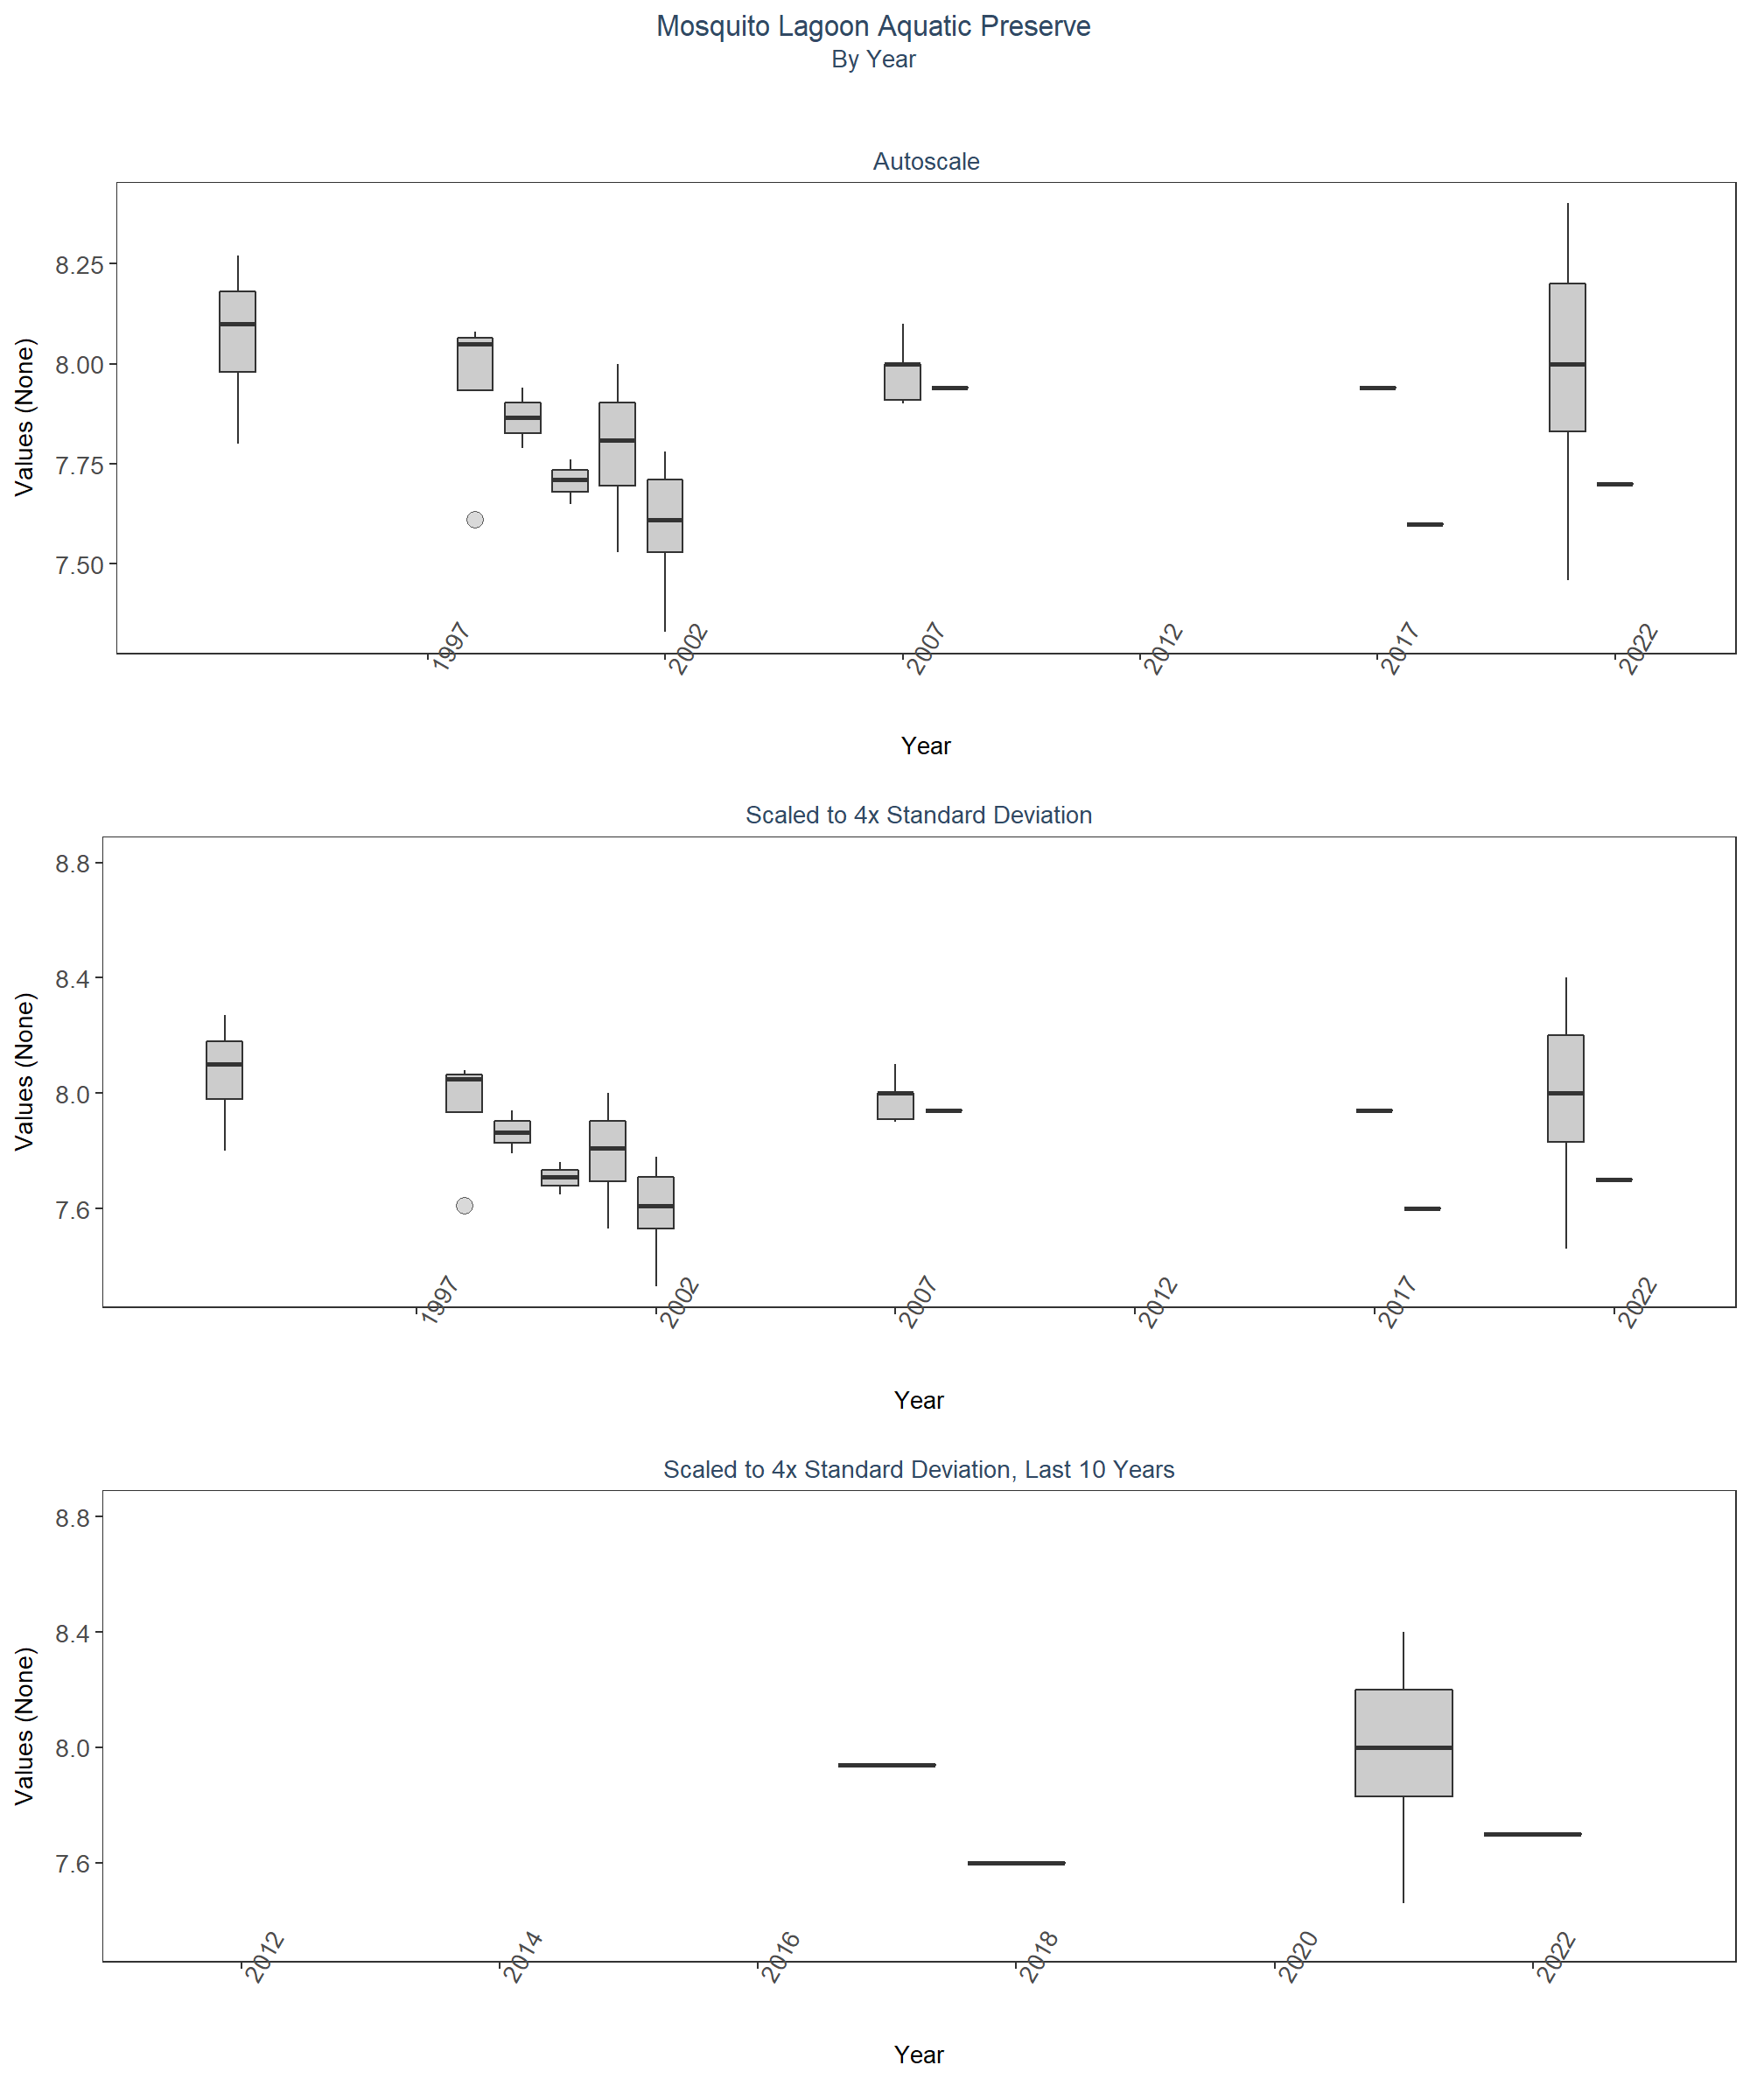 Mosquito Lagoon Aquatic Preserve
By Year
Autoscale
Values (None)
8.25
8.00
7.75
7.50
1997
2002
2007
2012
2017
2022
Year
Scaled to 4x Standard Deviation
Values (None)
8.8
8.4
8.0
7.6
1997
2002
2007
2012
2017
2022
Year
Scaled to 4x Standard Deviation, Last 10 Years
Values (None)
8.8
8.4
8.0
7.6
2012
2014
2016
2018
2020
2022
Year